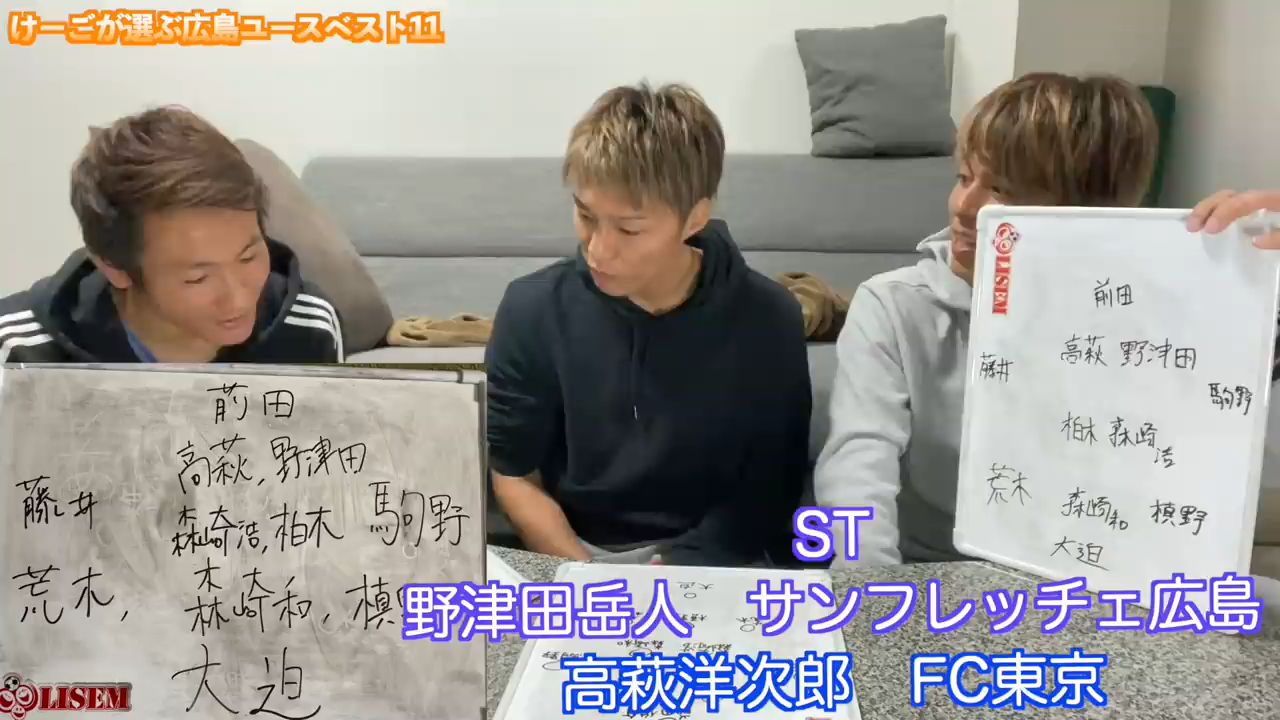 けーごが選ぶ広島ユースベスト11
前田
高萩,野津田
藤井
森崎浩,柏木
駒野
荒木,
森崎和,槙
大迫
LISEM
LISEM
前田
高萩 野津田
藤井
駒野
柏木 森崎浩
荒木
森崎和 槙野
大迫
ST
野津田岳人 サンフレッチェ広島
高萩洋次郎 FC東京